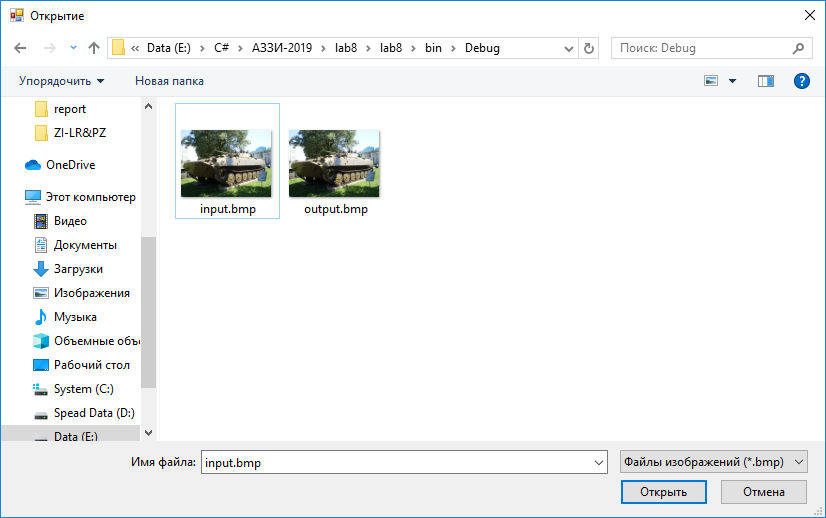 Открытие
« Data (E:) › C# › АЗЗИ-2019 › lab8 › lab8 › bin › Debug
Поиск: Debug
Упорядочить
Новая папка
report
ZI-LR&PZ
OneDrive
Этот компьютер
Видео
Документы
Загрузки
Изображения
Музыка
Объемные объ
Рабочий стол
System (C:)
Spead Data (D:)
Data (E:)
input.bmp
output.bmp
Имя файла:
input.bmp
Файлы изображений (*.bmp)
Открыть
Отмена